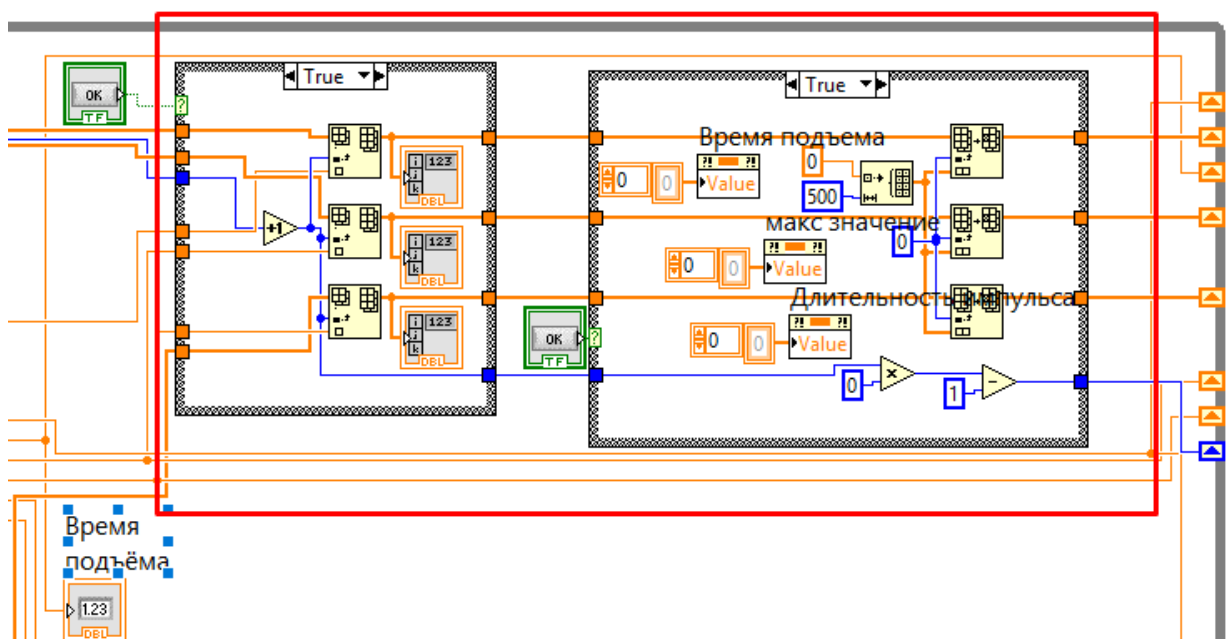 True
True
OK
TF
Время подъема
123
i
j
k
DBL
0
0
0
Value
500
+1
макс значение
123
i
j
k
DBL
0
0
0
Value
Длительность импульса
123
i
j
k
DBL
OK
TF
0
0
Value
0
1
Время
подъёма
1.23
DBL